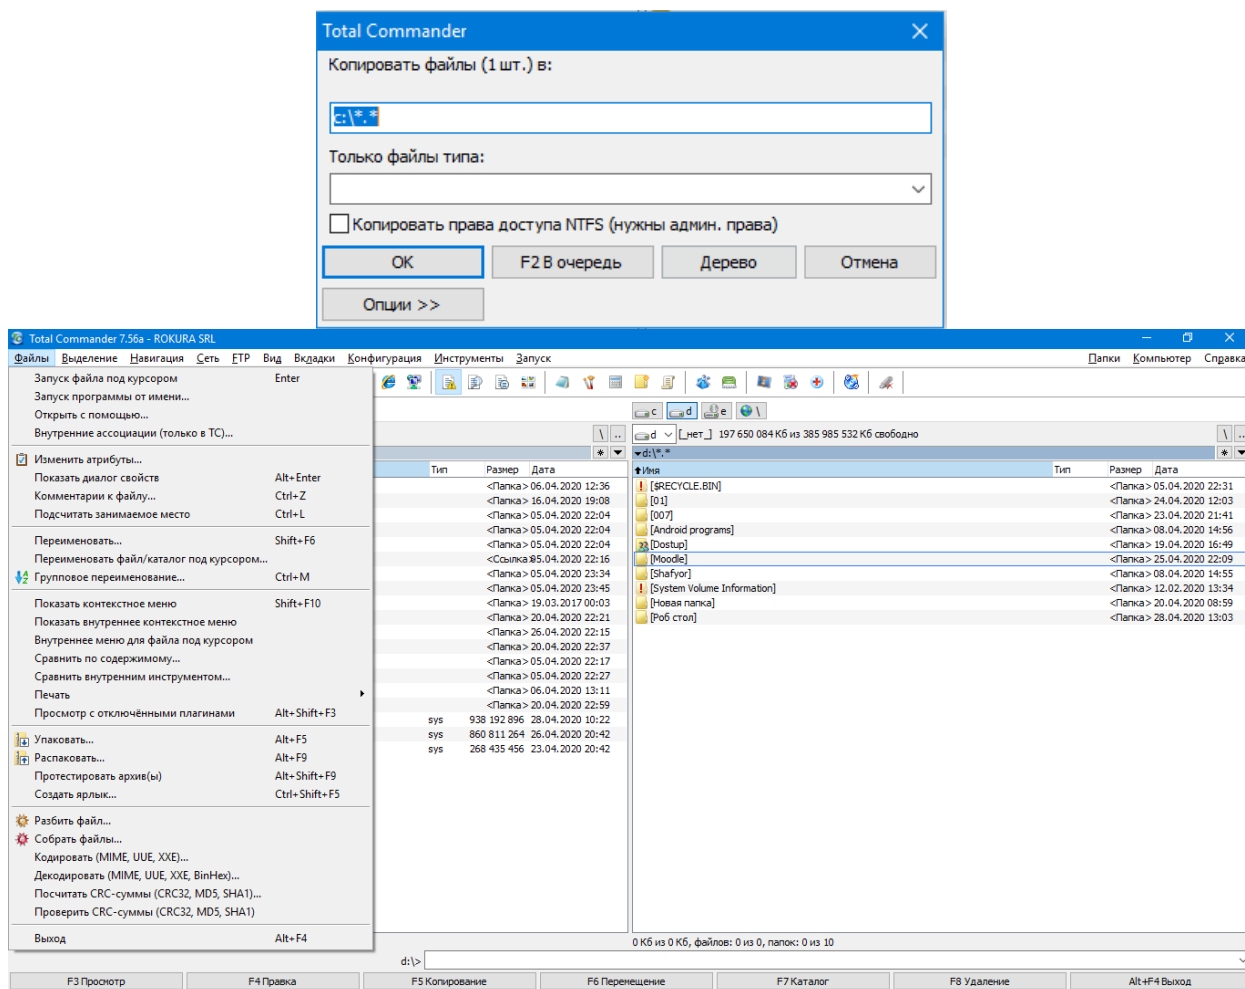 Total Commander
Копировать файлы (1 шт.) в:
c:\*.*
Только файлы типа:
Копировать права доступа NTFS (нужны админ. права)
OK F2 В очередь Дерево Отмена
Опции >>
Total Commander 7.56a - ROKURA SRL
Файлы Выделение Навигация Сеть FTP Вид Вкладки Конфигурация Инструменты Запуск Папки Компьютер Справка
Запуск файла под курсором Enter
Запуск программы от имени...
Открыть с помощью...
Внутренние ассоциации (только в TC)...
Изменить атрибуты...
Показать диалог свойств Alt+Enter
Комментарии к файлу... Ctrl+Z
Подсчитать занимаемое место Ctrl+L
Переименовать... Shift+F6
Переименовать файл/каталог под курсором...
Групповое переименование... Ctrl+M
Показать контекстное меню Shift+F10
Показать внутреннее контекстное меню
Внутреннее меню для файла под курсором
Сравнить по содержимому...
Сравнить внутренним инструментом...
Печать
Просмотр с отключёнными плагинами Alt+Shift+F3
Упаковать... Alt+F5
Распаковать... Alt+F9
Протестировать архив(ы) Alt+Shift+F9
Создать ярлык... Ctrl+Shift+F5
Разбить файл...
Собрать файлы...
Кодировать (MIME, UUE, XXE)...
Декодировать (MIME, UUE, XXE, BinHex)...
Посчитать CRC-суммы (CRC32, MD5, SHA1)...
Проверить CRC-суммы (CRC32, MD5, SHA1)
Выход Alt+F4
\ ..
* 
Тип Размер Дата
<Папка> 06.04.2020 12:36
<Папка> 16.04.2020 19:08
<Папка> 05.04.2020 22:04
<Папка> 05.04.2020 22:04
<Папка> 05.04.2020 22:04
<Ссылка> 05.04.2020 22:16
<Папка> 05.04.2020 23:34
<Папка> 05.04.2020 23:45
<Папка> 19.03.2017 00:03
<Папка> 20.04.2020 22:21
<Папка> 26.04.2020 22:15
<Папка> 20.04.2020 22:37
<Папка> 05.04.2020 22:17
<Папка> 05.04.2020 22:27
<Папка> 06.04.2020 13:11
<Папка> 20.04.2020 22:59
sys 938 192 896 28.04.2020 10:22
sys 860 811 264 26.04.2020 20:42
sys 268 435 456 23.04.2020 20:42
c d e \
d [_нет_] 197 650 084 Кб из 385 985 532 Кб свободно \ ..
d:\*.* *
Имя Тип Размер Дата
[$RECYCLE.BIN] <Папка> 05.04.2020 22:31
[01] <Папка> 24.04.2020 12:03
[007] <Папка> 23.04.2020 21:41
[Android programs] <Папка> 08.04.2020 14:56
[Dostup] <Папка> 19.04.2020 16:49
[Moodle] <Папка> 25.04.2020 22:09
[Shafyor] <Папка> 08.04.2020 14:55
[System Volume Information] <Папка> 12.02.2020 13:34
[Новая папка] <Папка> 20.04.2020 08:59
[Роб стол] <Папка> 28.04.2020 13:03
0 Кб из 0 Кб, файлов: 0 из 0, папок: 0 из 10
d:\>
F3 Просмотр F4 Правка F5 Копирование F6 Перемещение F7 Каталог F8 Удаление Alt+F4 Выход